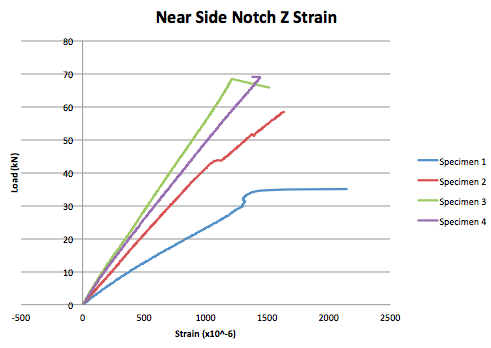 Near Side Notch Z Strain
80
70
60
50
40
30
20
10
0
Load (kN)
-500 0 500 1000 1500 2000 2500
Strain (x10^-6)
Specimen 1
Specimen 2
Specimen 3
Specimen 4